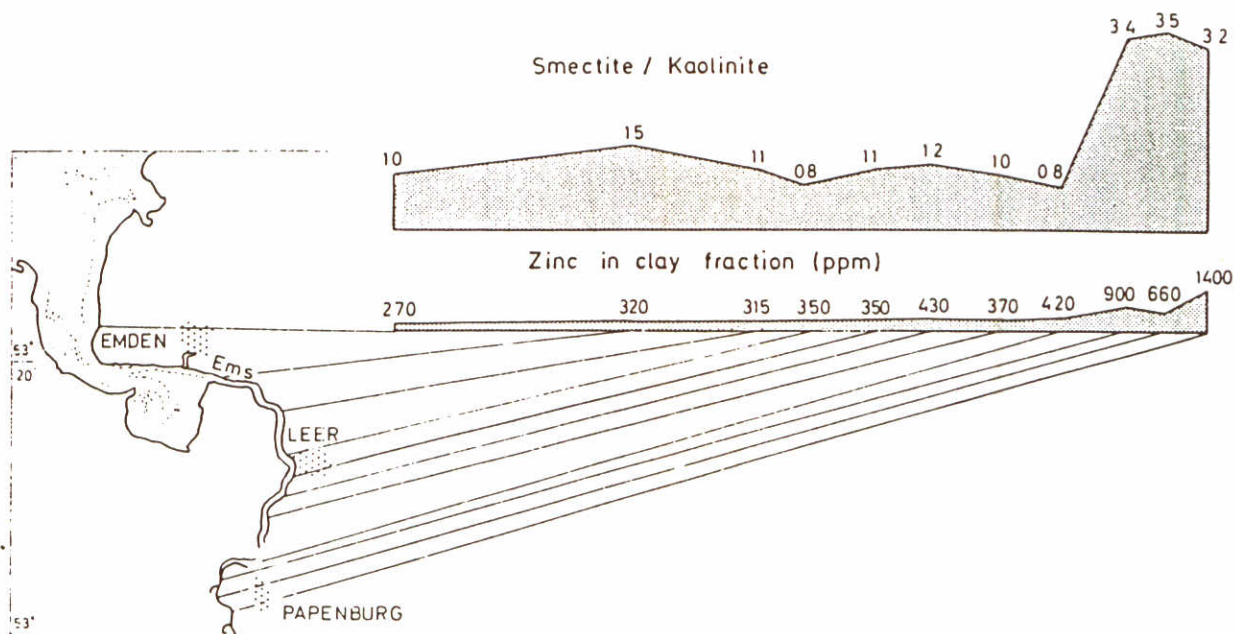 34 35 32
Smectite / Kaolinite
10 15 11 08 11 12 10 08
Zinc in clay fraction (ppm)
270 320 315 350 350 430 370 420 900 660 1400
EMDEN
53°
20
Ems
LEER
PAPENBURG
53°